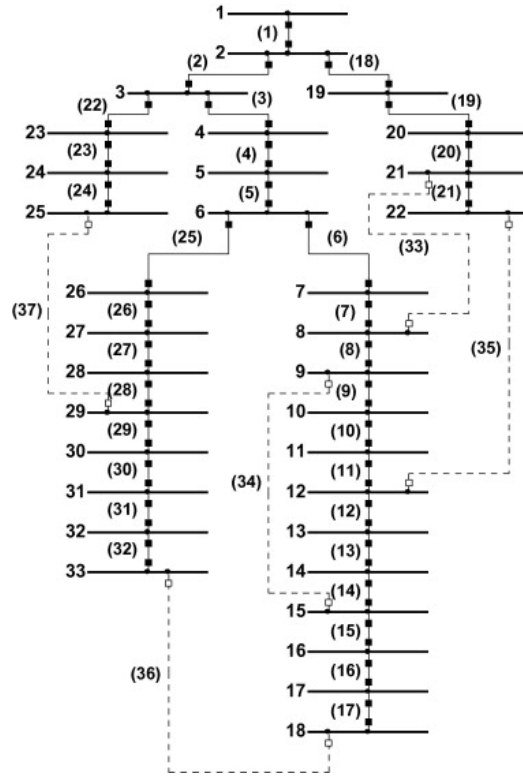 1
(1)
2
(2) (18)
3 (3) 19
(22) (19)
23 4 20
(23) (4) (20)
24 5 21
(24) (5) (21)
25 6 22
(25) (6) (33)
26 7
(37) (26) (7)
27 8
(27) (8) (35)
28 9
(28) (9)
29 10
(29) (10)
30 11
(30) (11) (34)
31 12
(31) (12)
32 13
(32) (13)
33 14
(14)
15
(15)
16
(36) (16)
17
(17)
18